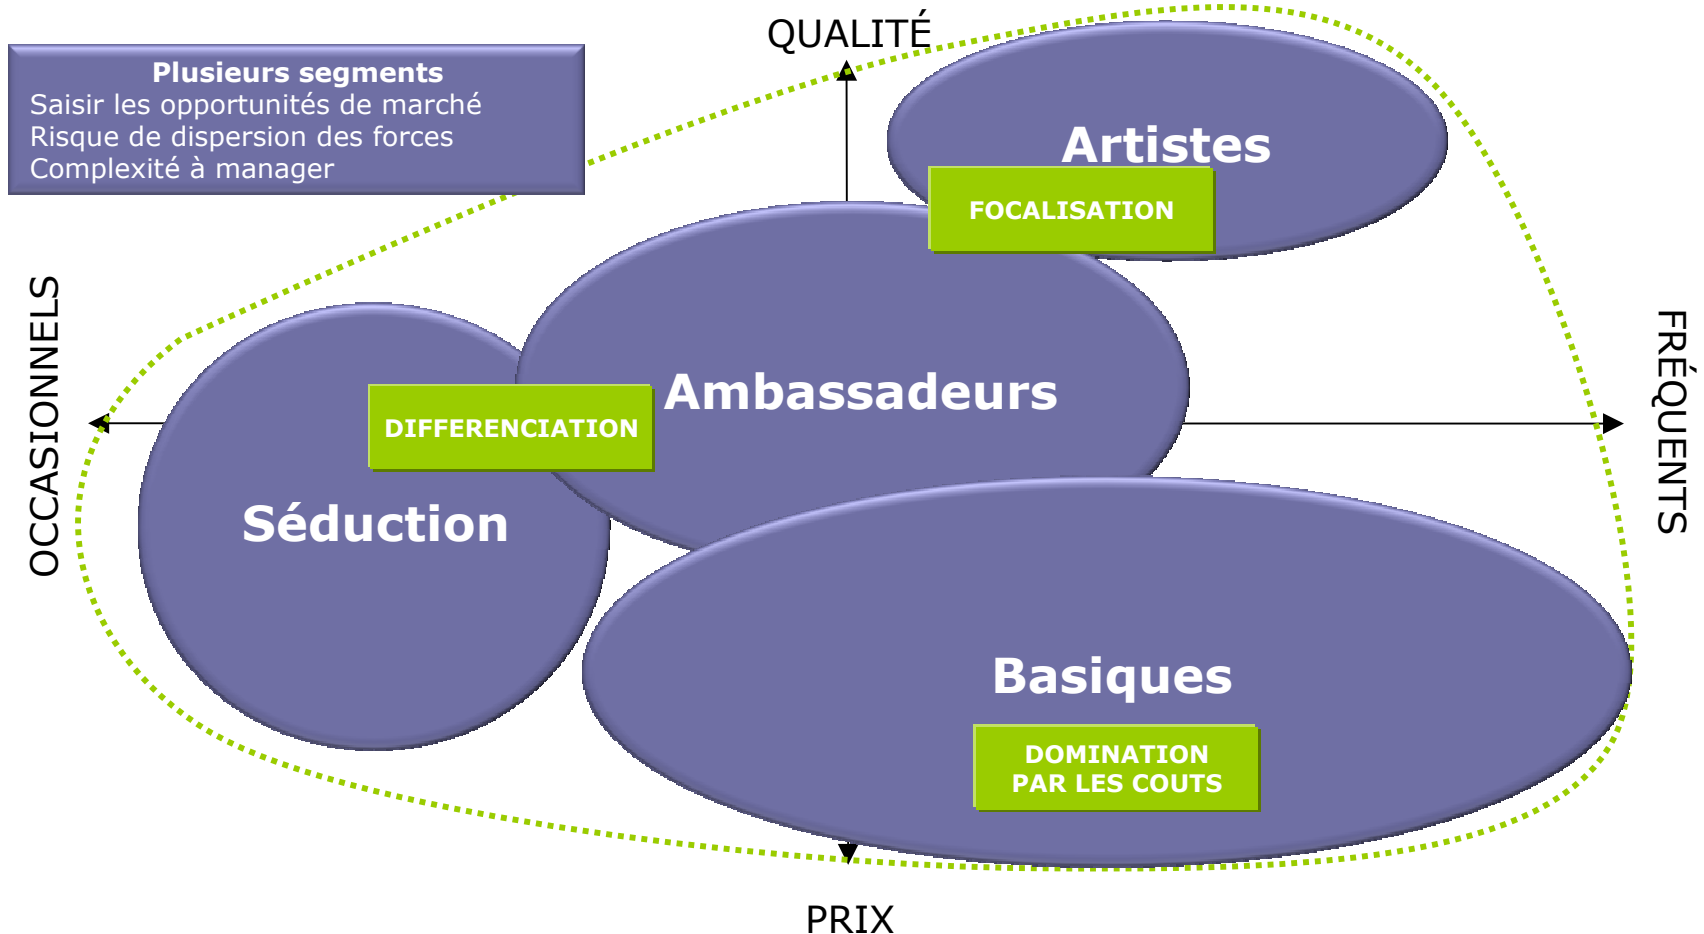 QUALITÉ
Plusieurs segments
Saisir les opportunités de marché
Risque de dispersion des forces
Complexité à manager
Artistes
FOCALISATION
OCCASIONNELS
FRÉQUENTS
Ambassadeurs
DIFFERENCIATION
Séduction
Basiques
DOMINATION
PAR LES COUTS
PRIX